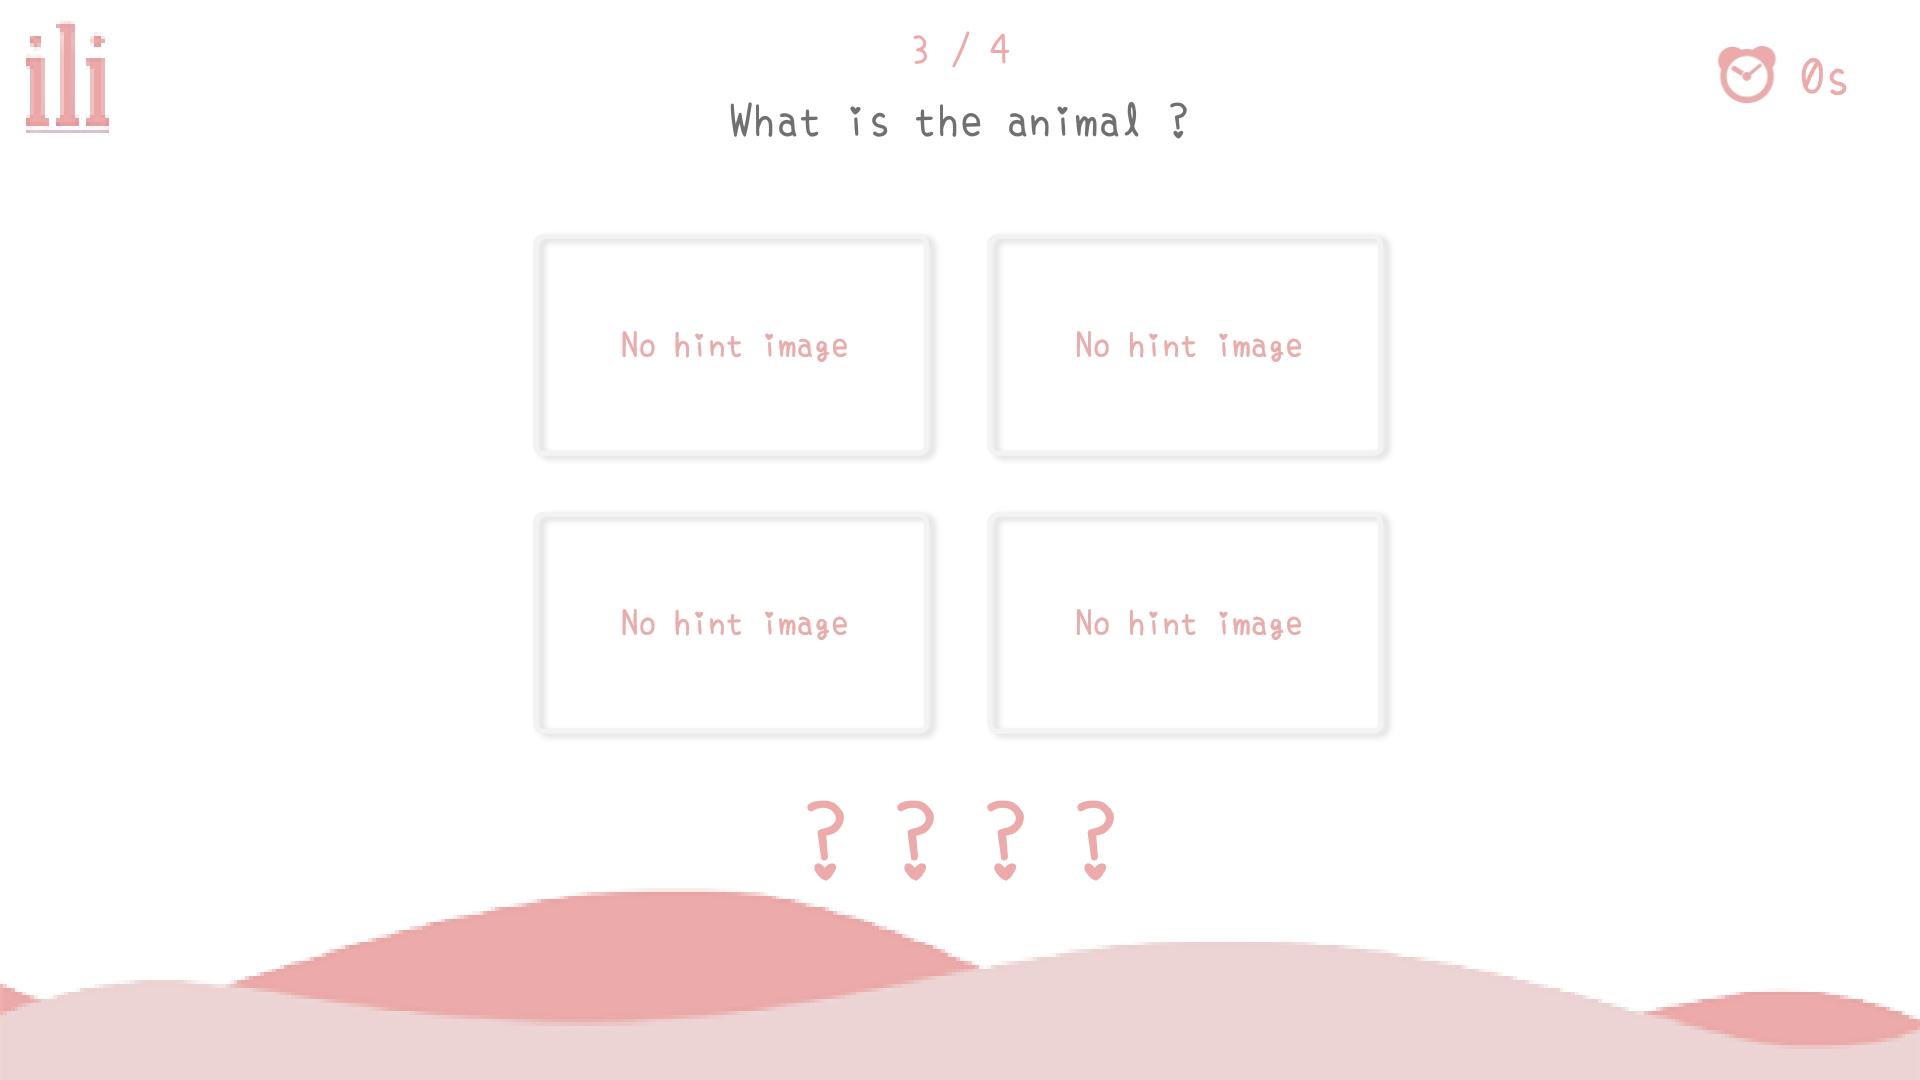 ili
3 / 4
0s
What is the animal ?
No hint image
No hint image
No hint image
No hint image
? ? ? ?